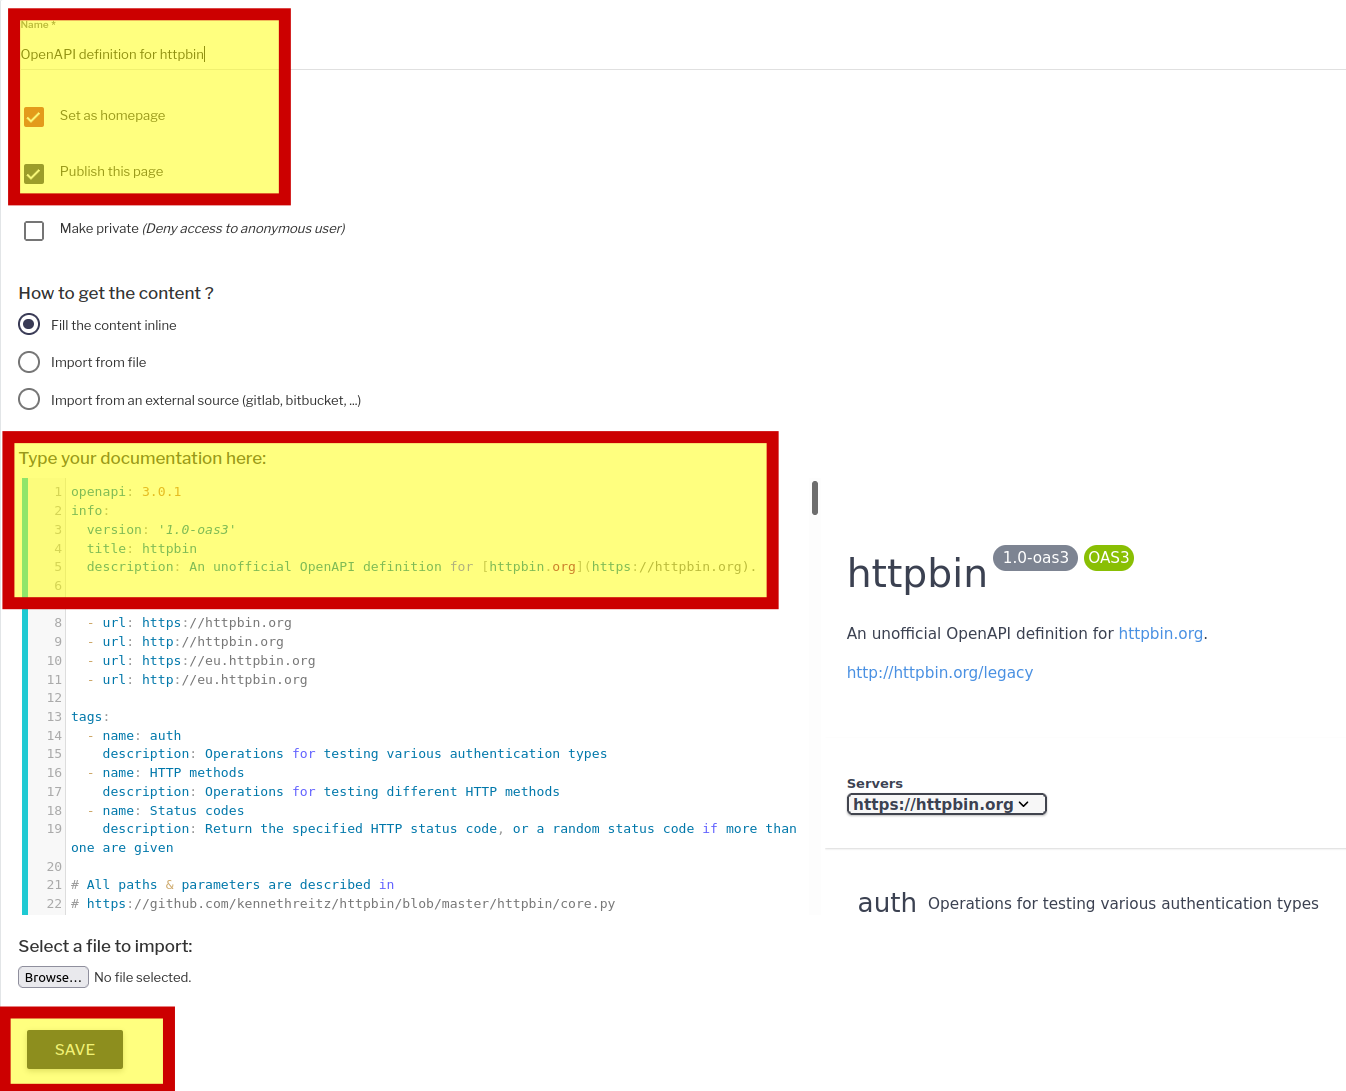 Name *
OpenAPI definition for httpbin
Set as homepage
Publish this page
Make private (Deny access to anonymous user)
How to get the content ?
Fill the content inline
Import from file
Import from an external source (gitlab, bitbucket, ...)
Type your documentation here:
1 openapi: 3.0.1
2 info:
3 version: '1.0-oas3'
4 title: httpbin
5 description: An unofficial OpenAPI definition for [httpbin.org](https://httpbin.org).
6
8 - url: https://httpbin.org
9 - url: http://httpbin.org
10 - url: https://eu.httpbin.org
11 - url: http://eu.httpbin.org
12
13 tags:
14 - name: auth
15 description: Operations for testing various authentication types
16 - name: HTTP methods
17 description: Operations for testing different HTTP methods
18 - name: Status codes
19 description: Return the specified HTTP status code, or a random status code if more than
one are given
20
21 # All paths & parameters are described in
22 # https://github.com/kennethreitz/httpbin/blob/master/httpbin/core.py
httpbin 1.0-oas3 OAS3
An unofficial OpenAPI definition for httpbin.org.
http://httpbin.org/legacy
Servers
https://httpbin.org
auth Operations for testing various authentication types
Select a file to import:
Browse... No file selected.
SAVE